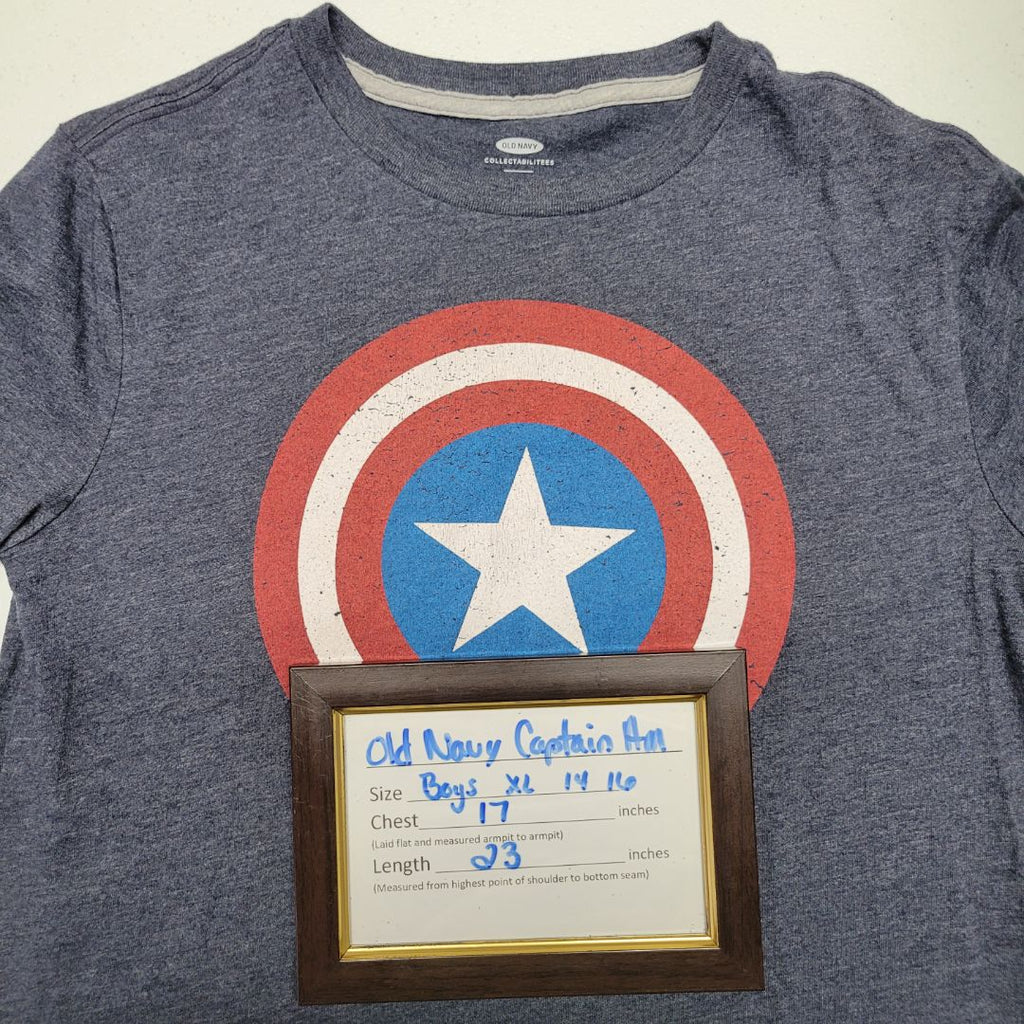 OLD NAVY
COLLECTABILITEES
Old Navy Captain Am.
Size Boys XL 14 16
Chest 17 inches
(Laid flat and measured armpit to armpit)
Length 23 inches
(Measured from highest point of shoulder to bottom seam)